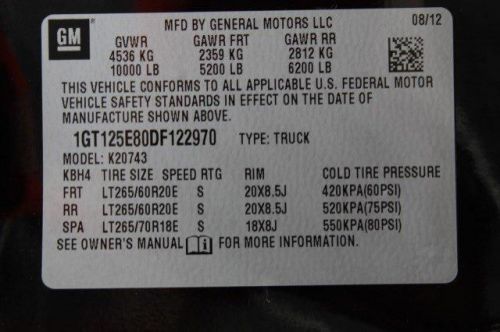 GM
MFD BY GENERAL MOTORS LLC 08/12
GVWR GAWR FRT GAWR RR
4536 KG 2359 KG 2812 KG
10000 LB 5200 LB 6200 LB
THIS VEHICLE CONFORMS TO ALL APPLICABLE U.S. FEDERAL MOTOR
VEHICLE SAFETY STANDARDS IN EFFECT ON THE DATE OF
MANUFACTURE SHOWN ABOVE.
1GT125E80DF122970 TYPE: TRUCK
MODEL: K20743
KBH4 TIRE SIZE SPEED RTG RIM COLD TIRE PRESSURE
FRT LT265/60R20E S 20X8.5J 420KPA(60PSI)
RR LT265/60R20E S 20X8.5J 520KPA(75PSI)
SPA LT265/70R18E S 18X8J 550KPA(80PSI)
SEE OWNER'S MANUAL i FOR MORE INFORMATION.